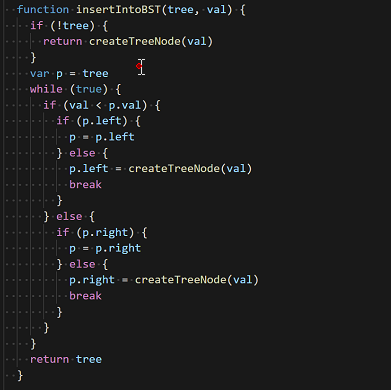 function insertIntoBST(tree, val) {
  if (!tree) {
    return createTreeNode(val)
  }
  var p = tree
  while (true) {
    if (val < p.val) {
      if (p.left) {
        p = p.left
      } else {
        p.left = createTreeNode(val)
        break
      }
    } else {
      if (p.right) {
        p = p.right
      } else {
        p.right = createTreeNode(val)
        break
      }
    }
  }
  return tree
}